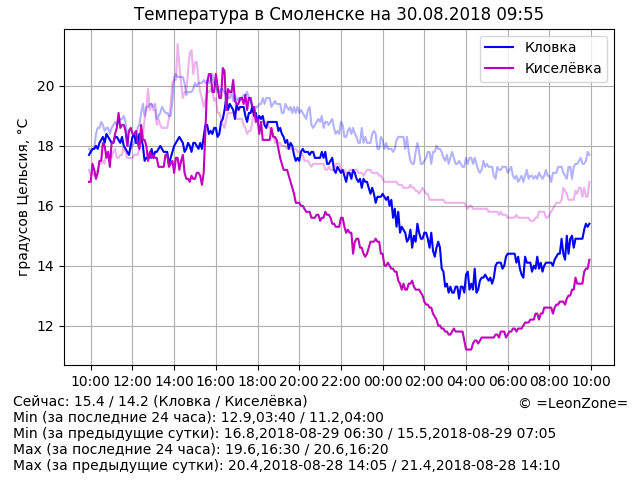 Температура в Смоленске на 30.08.2018 09:55
Кловка
Киселёвка
градусов Цельсия, °C
20
18
16
14
12
10:00 12:00 14:00 16:00 18:00 20:00 22:00 00:00 02:00 04:00 06:00 08:00 10:00
Сейчас: 15.4 / 14.2 (Кловка / Киселёвка)
© =LeonZone=
Min (за последние 24 часа): 12.9,03:40 / 11.2,04:00
Min (за предыдущие сутки): 16.8,2018-08-29 06:30 / 15.5,2018-08-29 07:05
Max (за последние 24 часа): 19.6,16:30 / 20.6,16:20
Max (за предыдущие сутки): 20.4,2018-08-28 14:05 / 21.4,2018-08-28 14:10